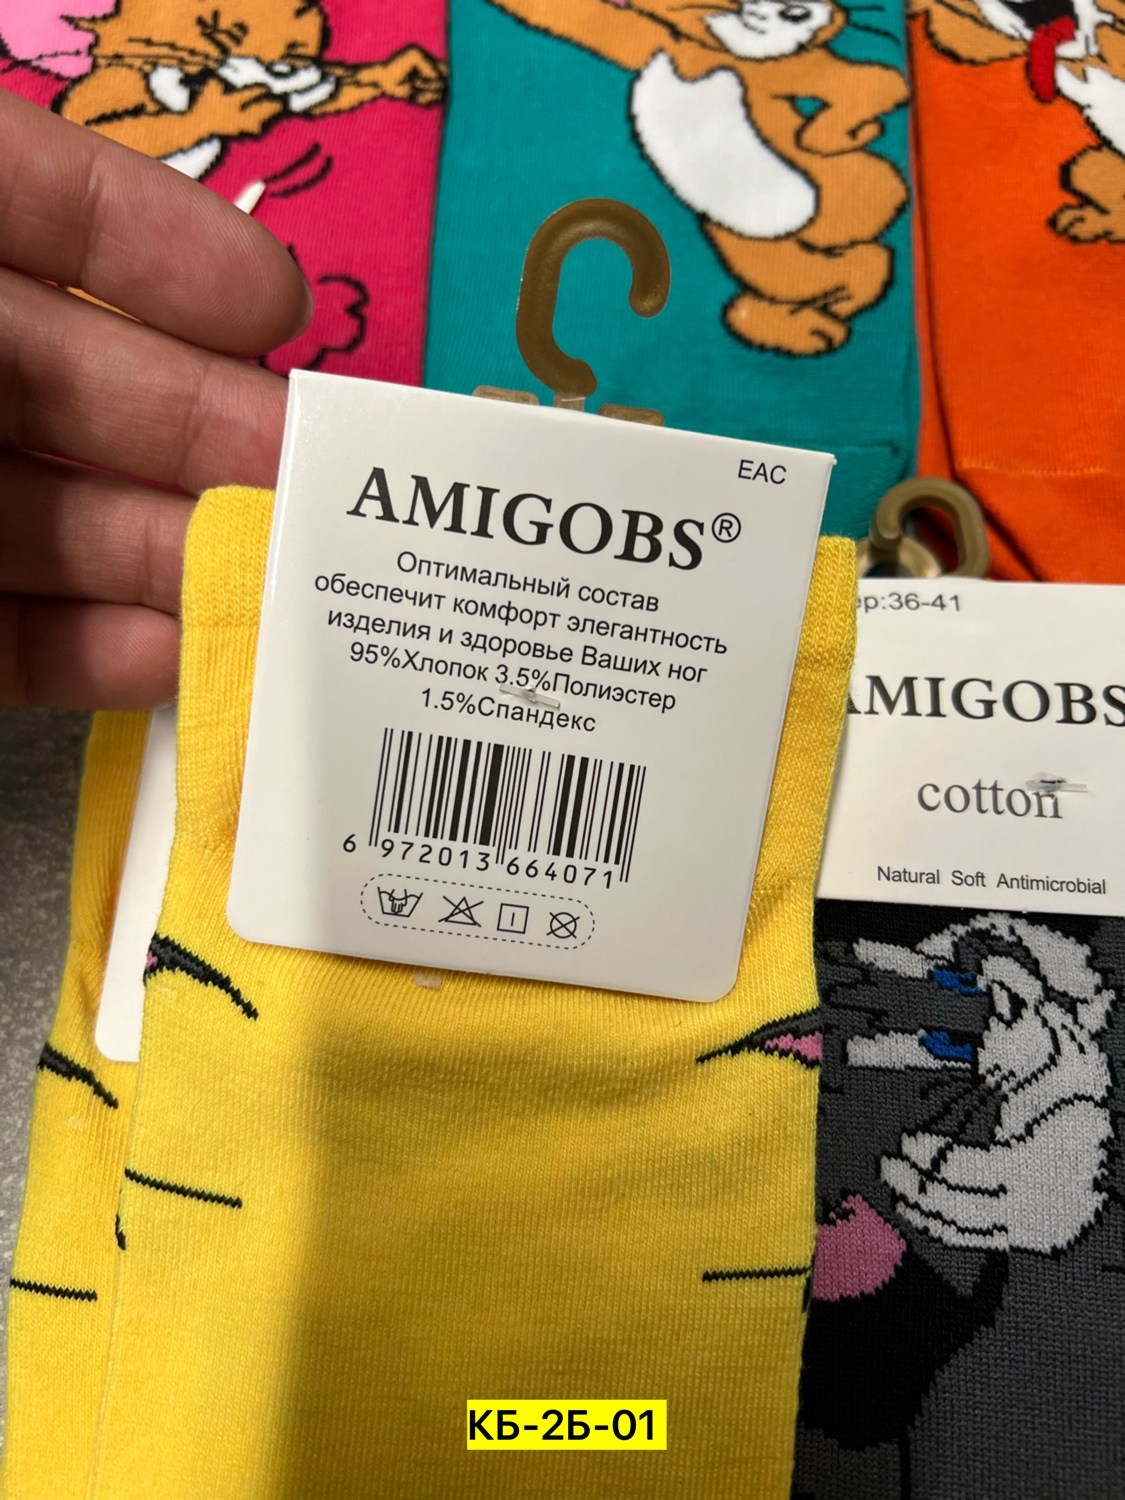 EAC
AMIGOBS®
Оптимальный состав
обеспечит комфорт элегантность
изделия и здоровье Ваших ног
95%Хлопок 3.5%Полиэстер
1.5%Спандекс
6 972013 664071
36-41
AMIGOBS
cotton
Natural Soft Antimicrobial
КБ-2Б-01